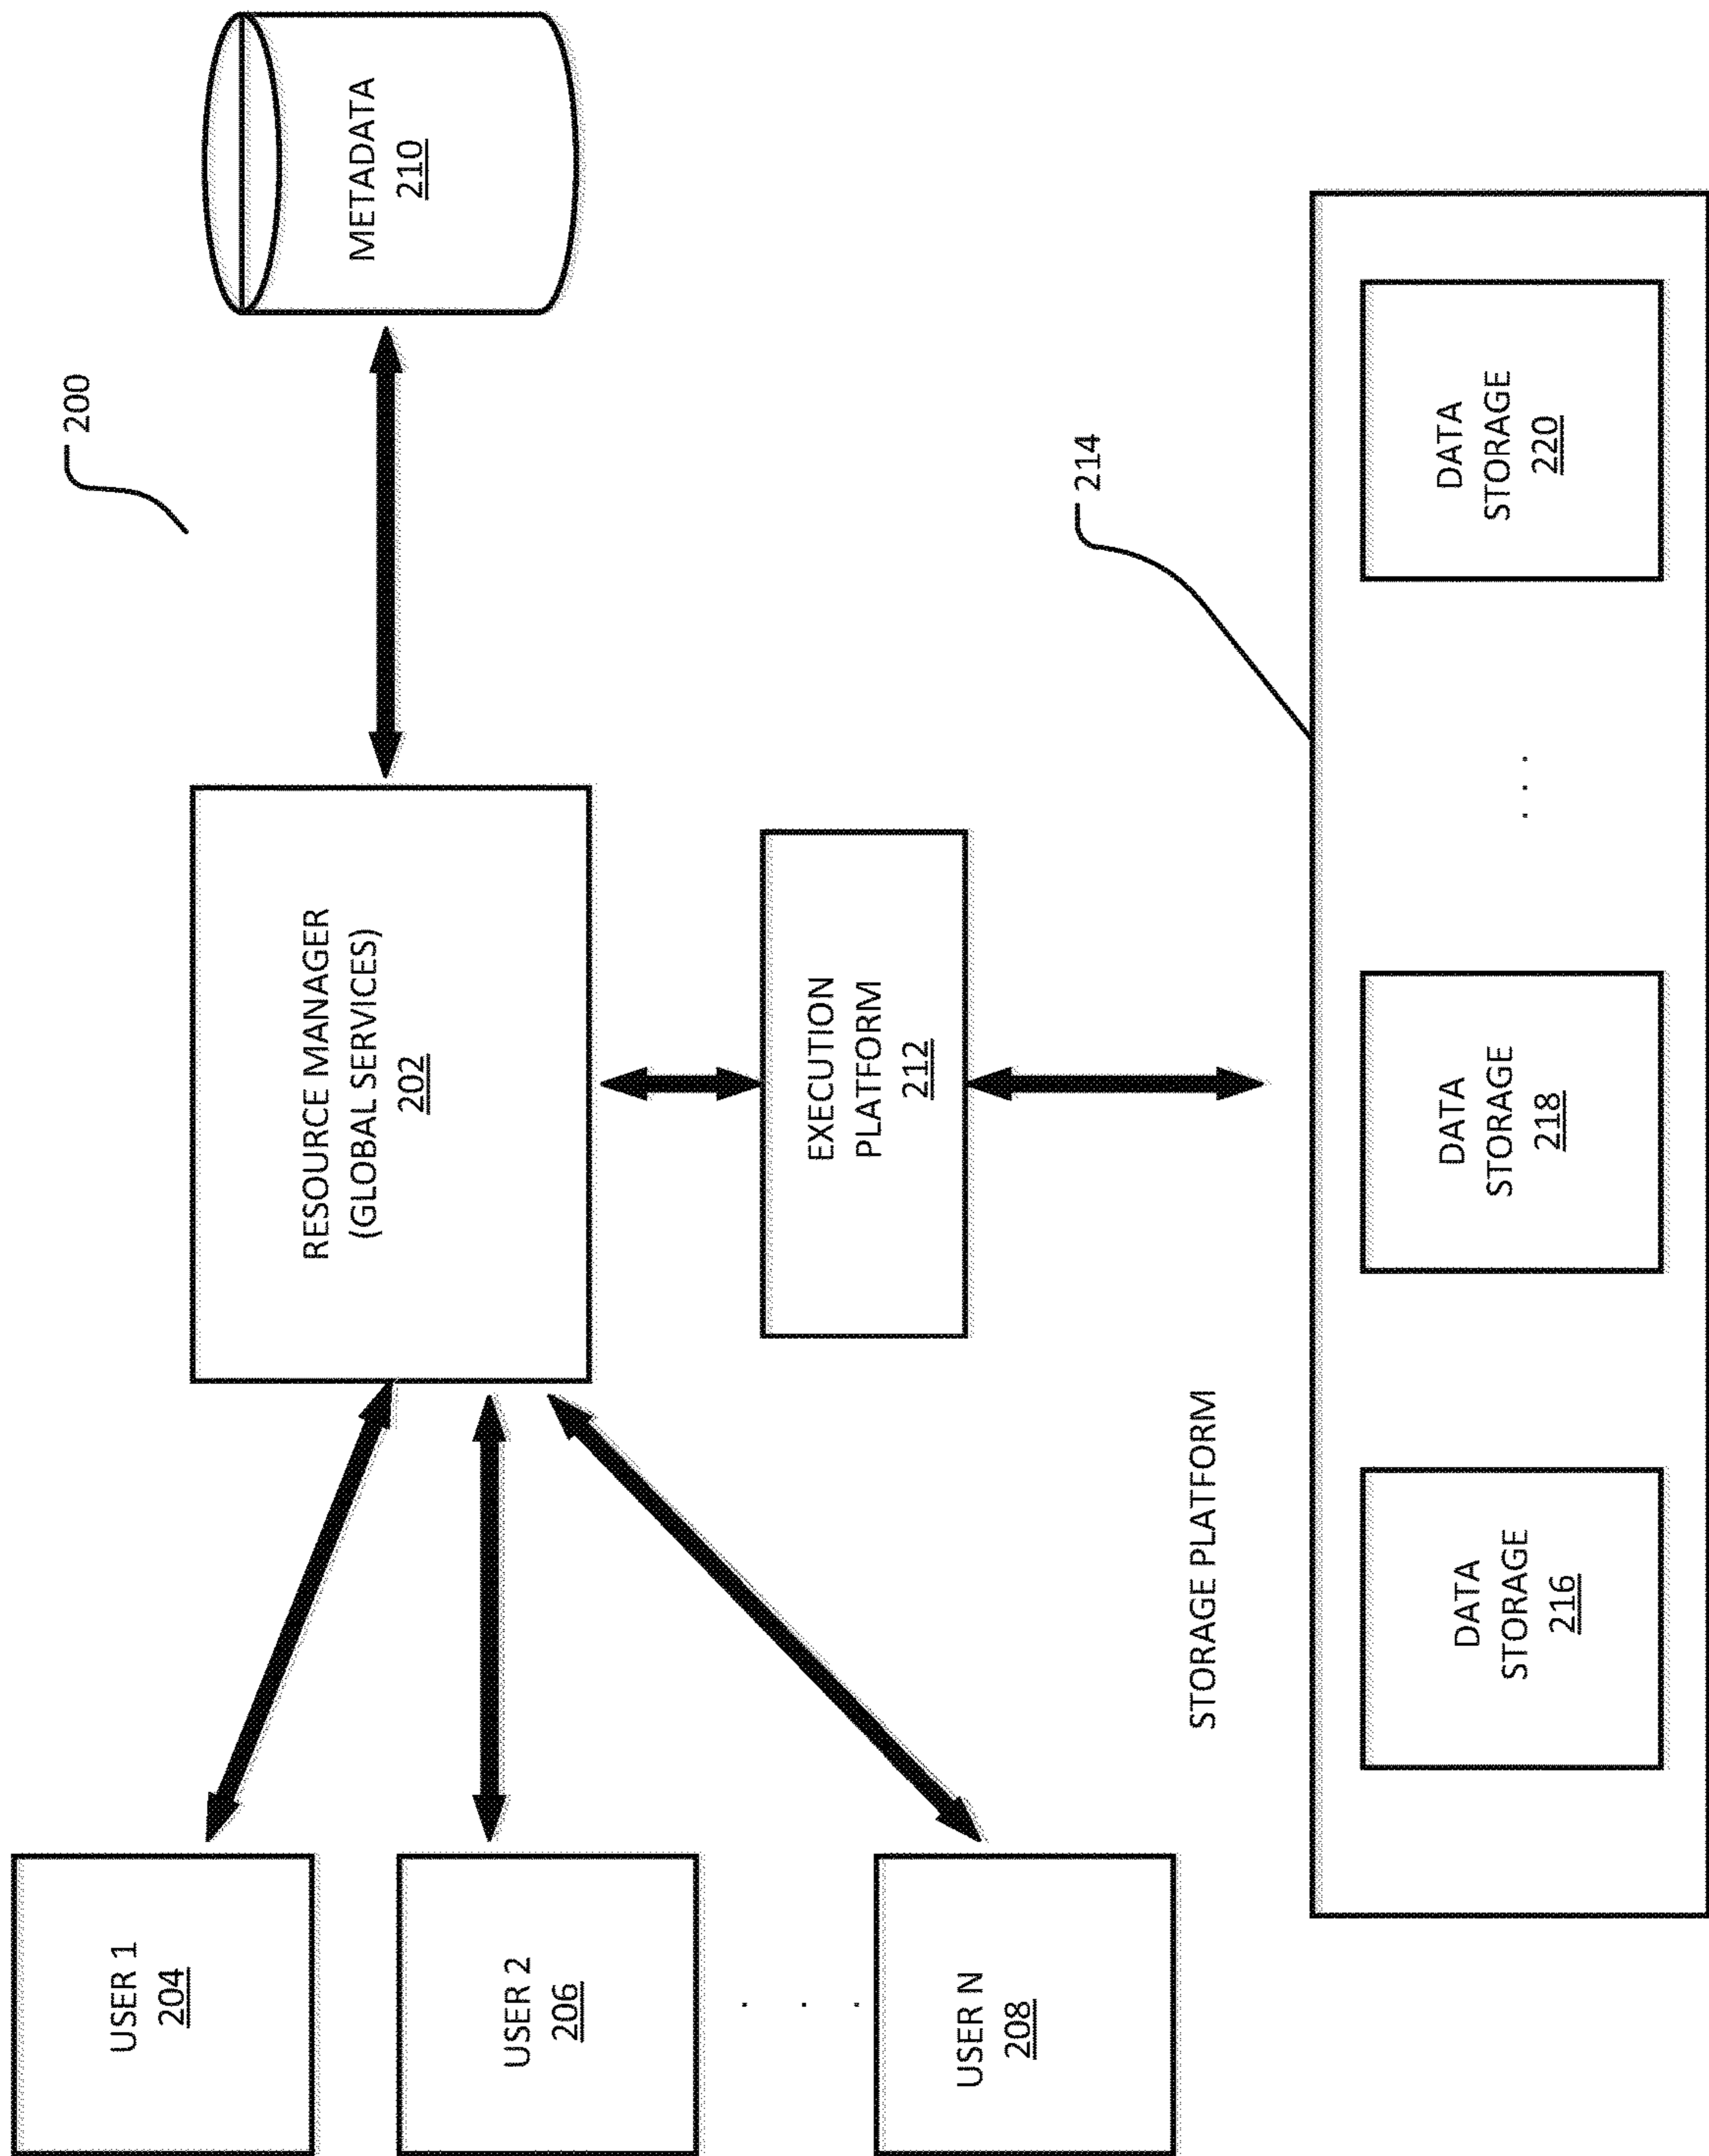 200
USER 1
204
USER 2
206
. . .
USER N
208
RESOURCE MANAGER
(GLOBAL SERVICES)
202
METADATA
210
EXECUTION
PLATFORM
212
STORAGE PLATFORM
214
DATA
STORAGE
216
DATA
STORAGE
218
. . .
DATA
STORAGE
220